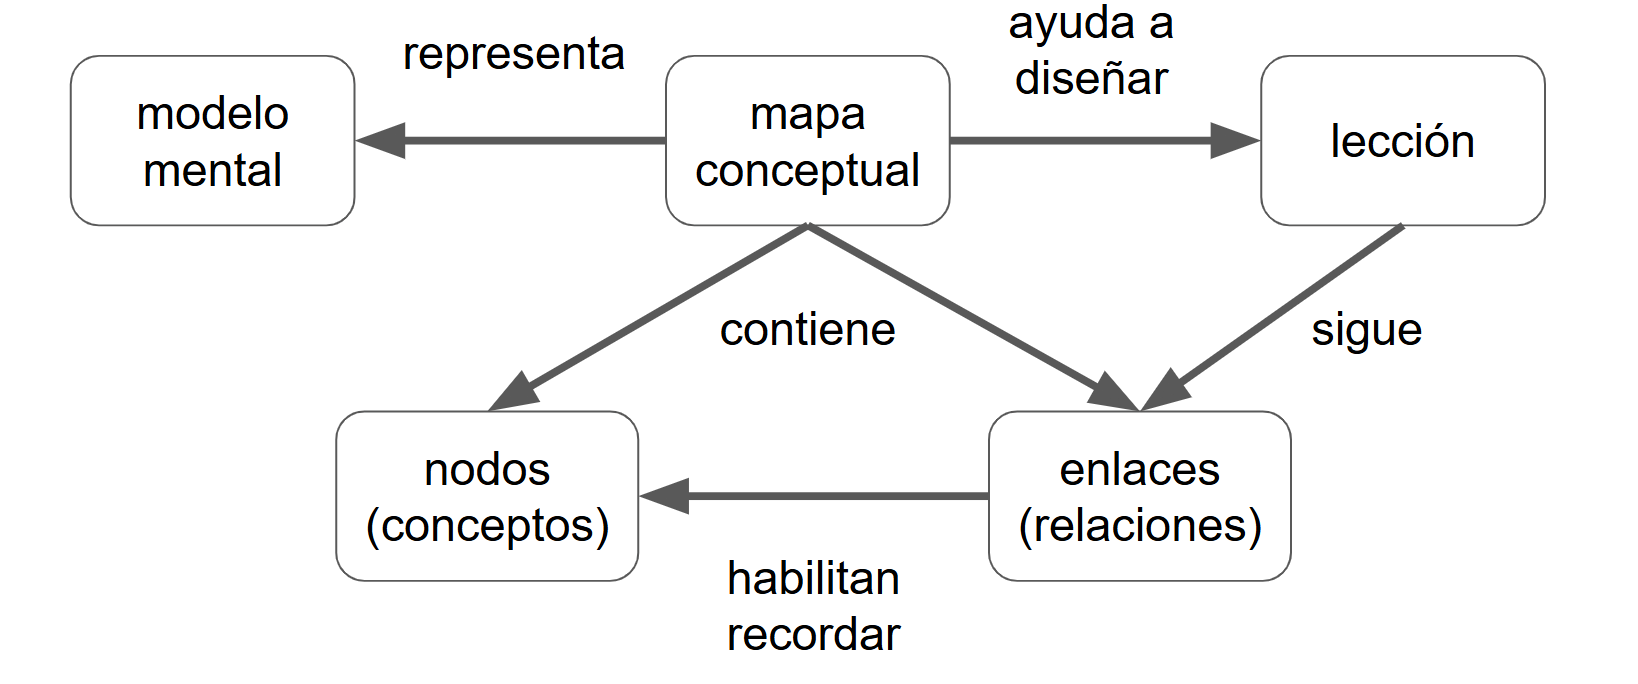 ayuda a
diseñar
representa
modelo
mental
mapa
conceptual
lección
contiene
sigue
nodos
(conceptos)
enlaces
(relaciones)
habilitan
recordar